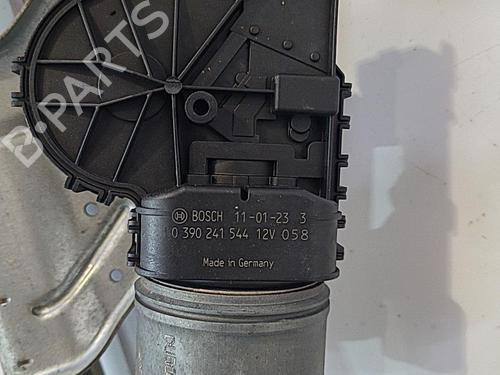 B-PARTS
BOSCH 11-01-23 3
0 390 241 544 12V 058
Made in Germany